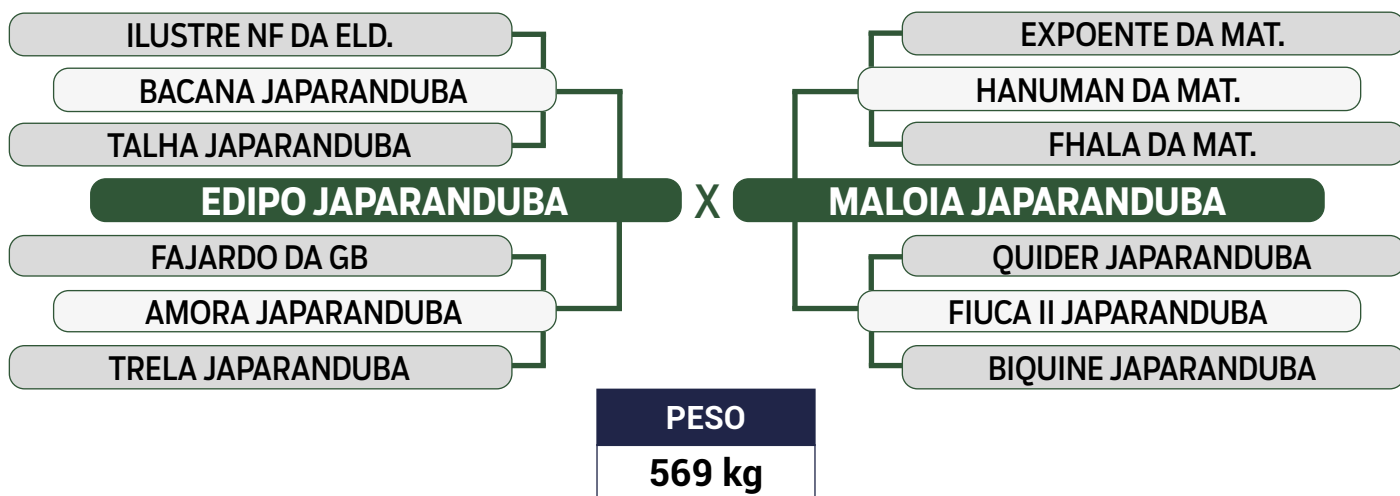 ILUSTRE NF DA ELD.
BACANA JAPARANDUBA
TALHA JAPARANDUBA
EDIPO JAPARANDUBA
FAJARDO DA GB
AMORA JAPARANDUBA
TRELA JAPARANDUBA
X
EXPOENTE DA MAT.
HANUMAN DA MAT.
FHALA DA MAT.
MALOIA JAPARANDUBA
QUIDER JAPARANDUBA
FIUCA II JAPARANDUBA
BIQUINE JAPARANDUBA
PESO
569 kg